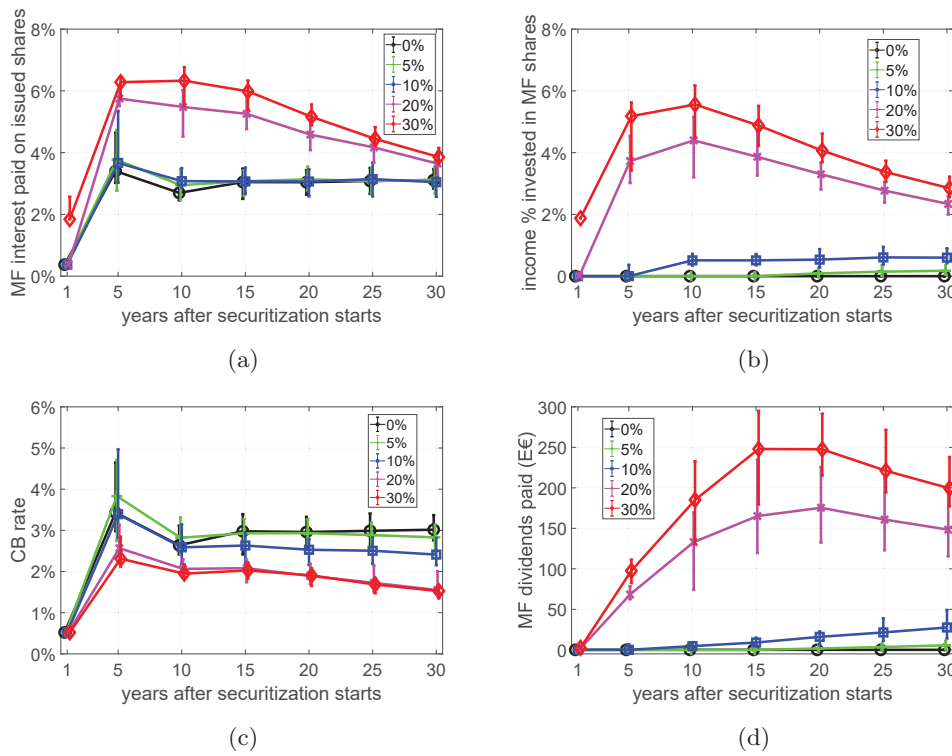 8%
6%
4%
2%
0%
MF interest paid on issued shares
0%
5%
10%
20%
30%
1 5 10 15 20 25 30
years after securitization starts
(a)
8%
6%
4%
2%
0%
income % invested in MF shares
0%
5%
10%
20%
30%
1 5 10 15 20 25 30
years after securitization starts
(b)
6%
5%
4%
3%
2%
1%
0%
CB rate
0%
5%
10%
20%
30%
1 5 10 15 20 25 30
years after securitization starts
(c)
300
250
200
150
100
50
0
MF dividends paid (E€)
0%
5%
10%
20%
30%
1 5 10 15 20 25 30
years after securitization starts
(d)